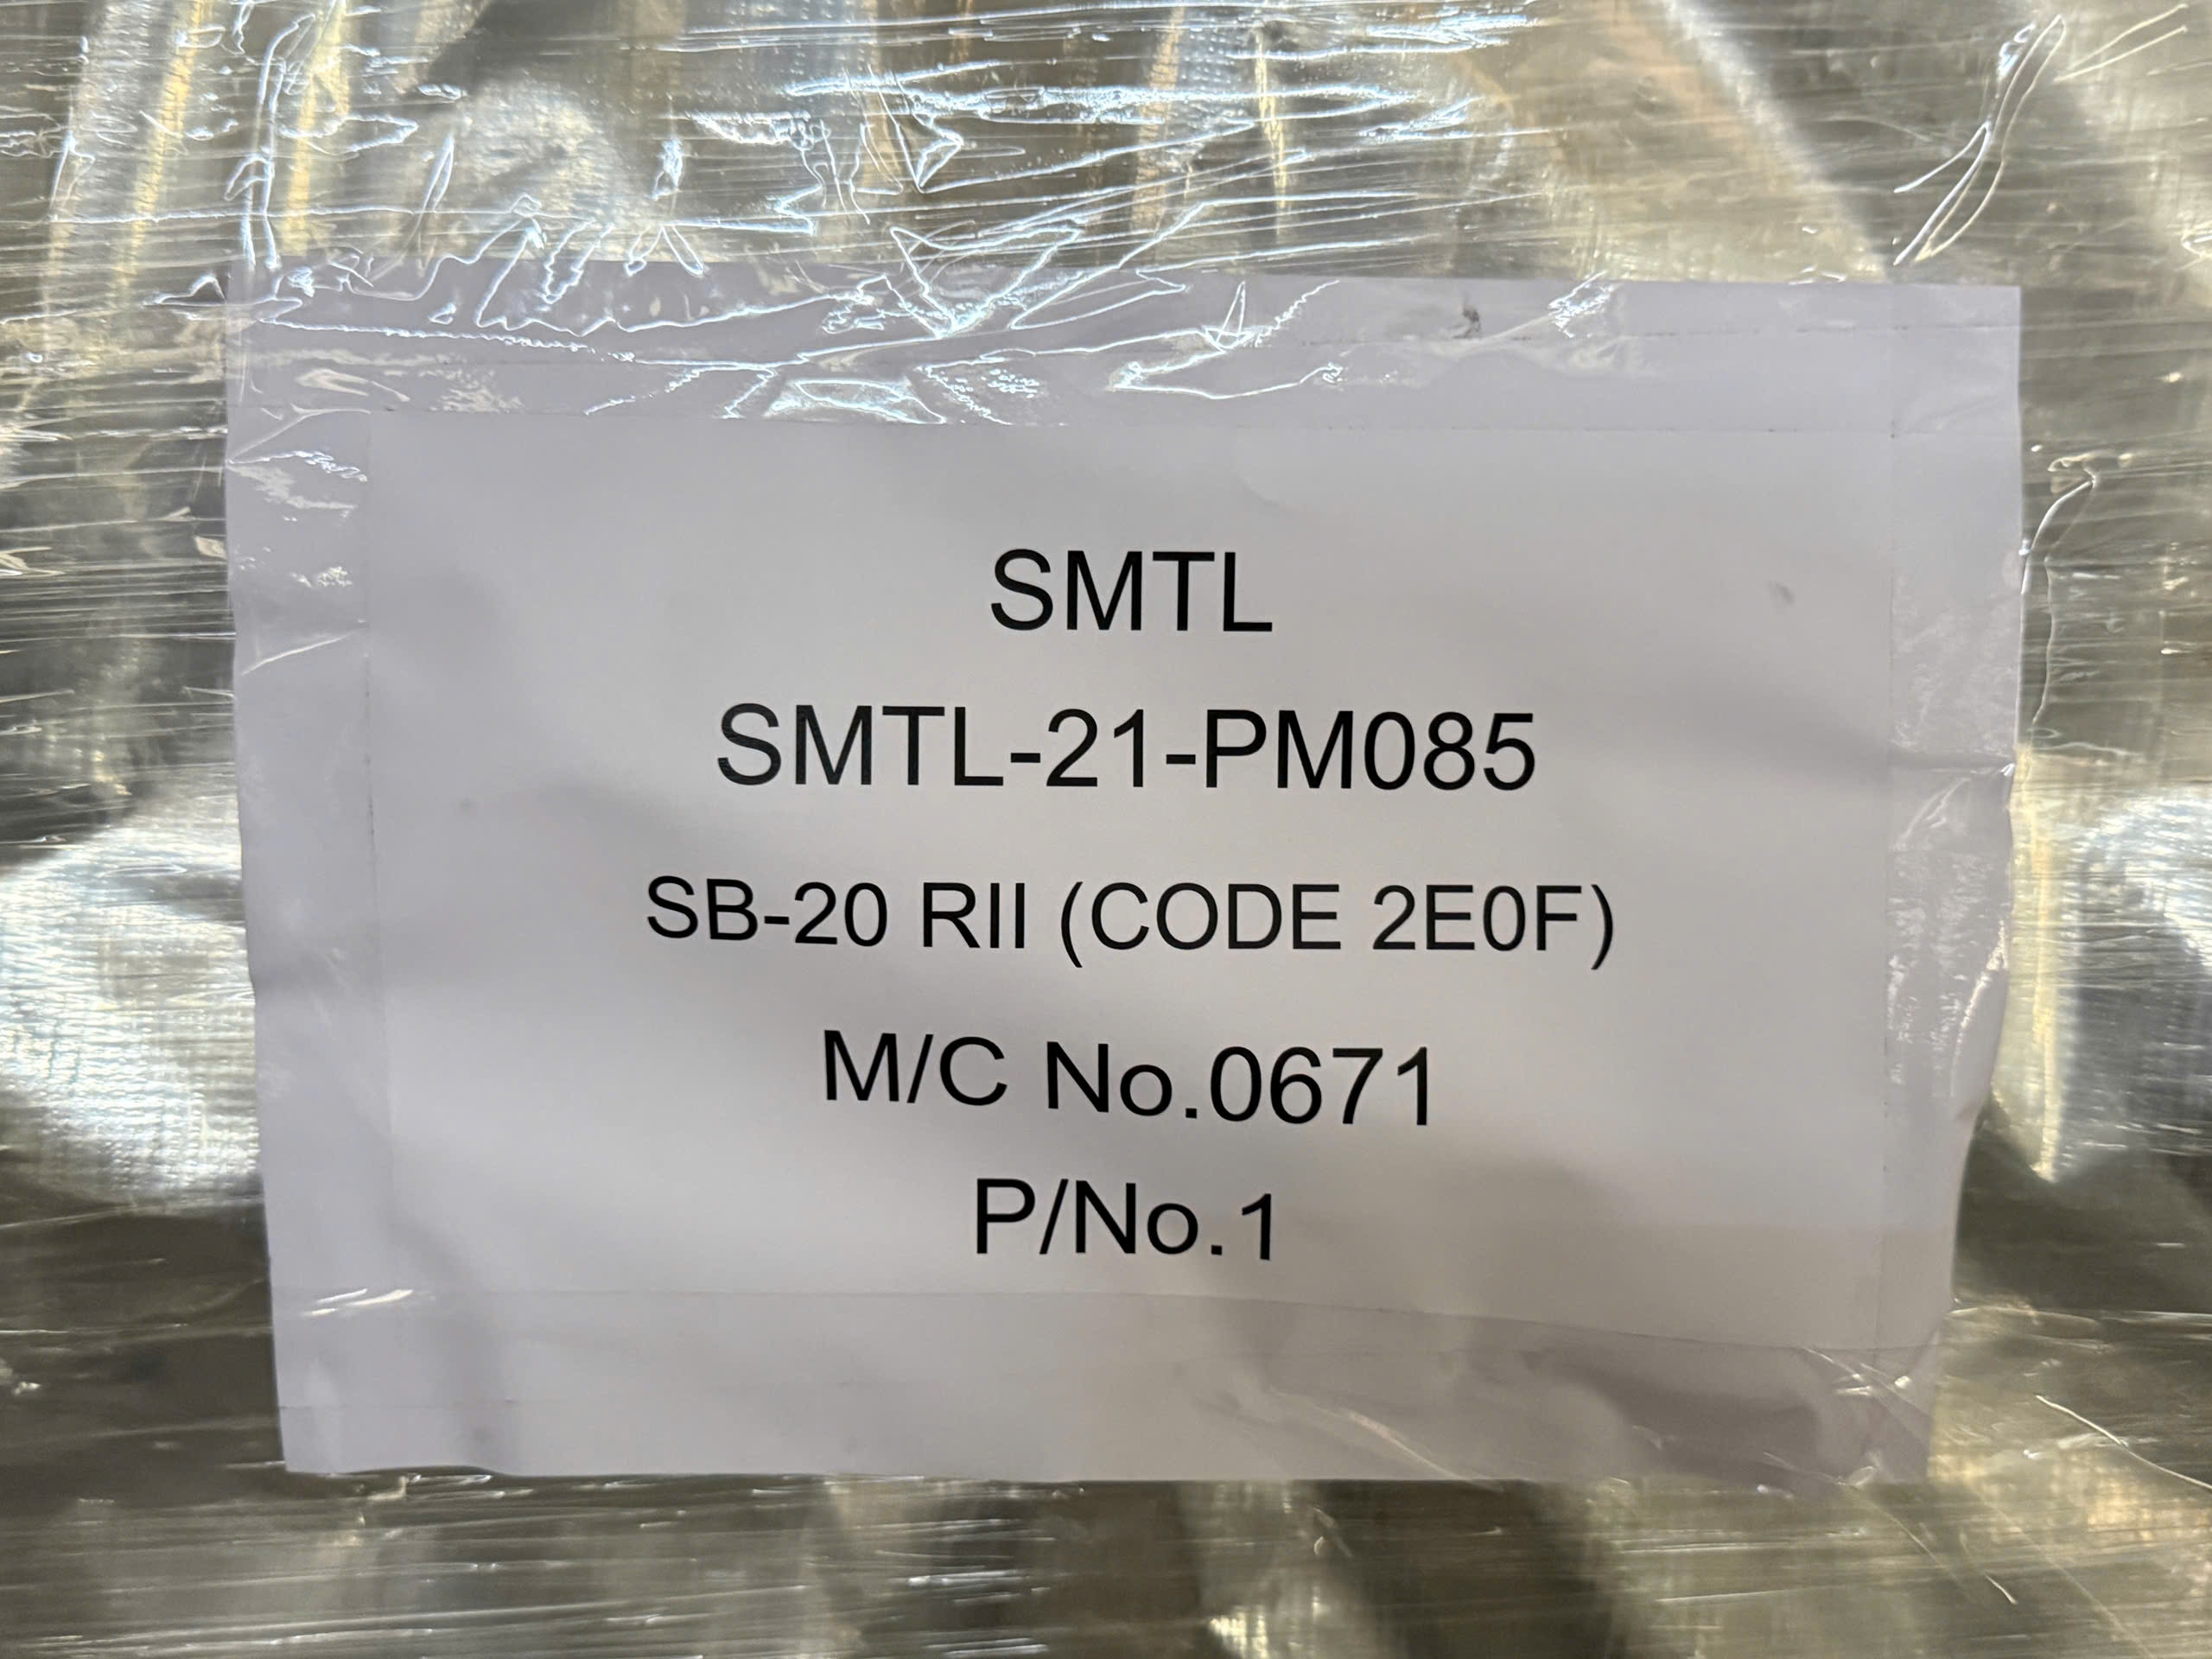 SMTL
SMTL-21-PM085
SB-20 RII (CODE 2E0F)
M/C No.0671
P/No.1